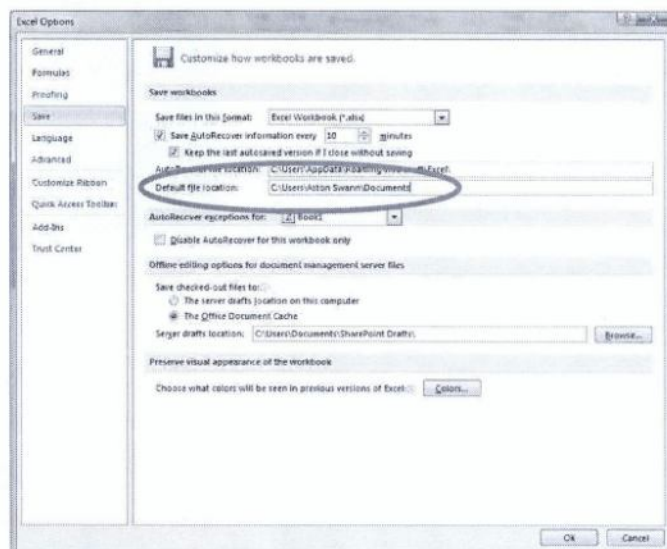 Excel Options
General
Formulas
Proofing
Save
Language
Advanced
Customize Ribbon
Quick Access Toolbar
Add-Ins
Trust Center
Customize how workbooks are saved.
Save workbooks
Save files in this format: Excel Workbook (*.xlsx)
Save AutoRecover information every 10 minutes
Keep the last autosaved version if I close without saving
AutoRecover file location: C:\Users\AppData\Roaming\
Default file location: C:\Users\Aston Swann\Documents
AutoRecover exceptions for: Book1
Disable AutoRecover for this workbook only
Offline editing options for document management server files
Save checked-out files to:
The server drafts location on this computer
The Office Document Cache
Server drafts location: C:\Users\Documents\SharePoint Drafts\
Browse...
Preserve visual appearance of the workbook
Choose what colors will be seen in previous versions of Excel:
Colors...
Ok
Cancel